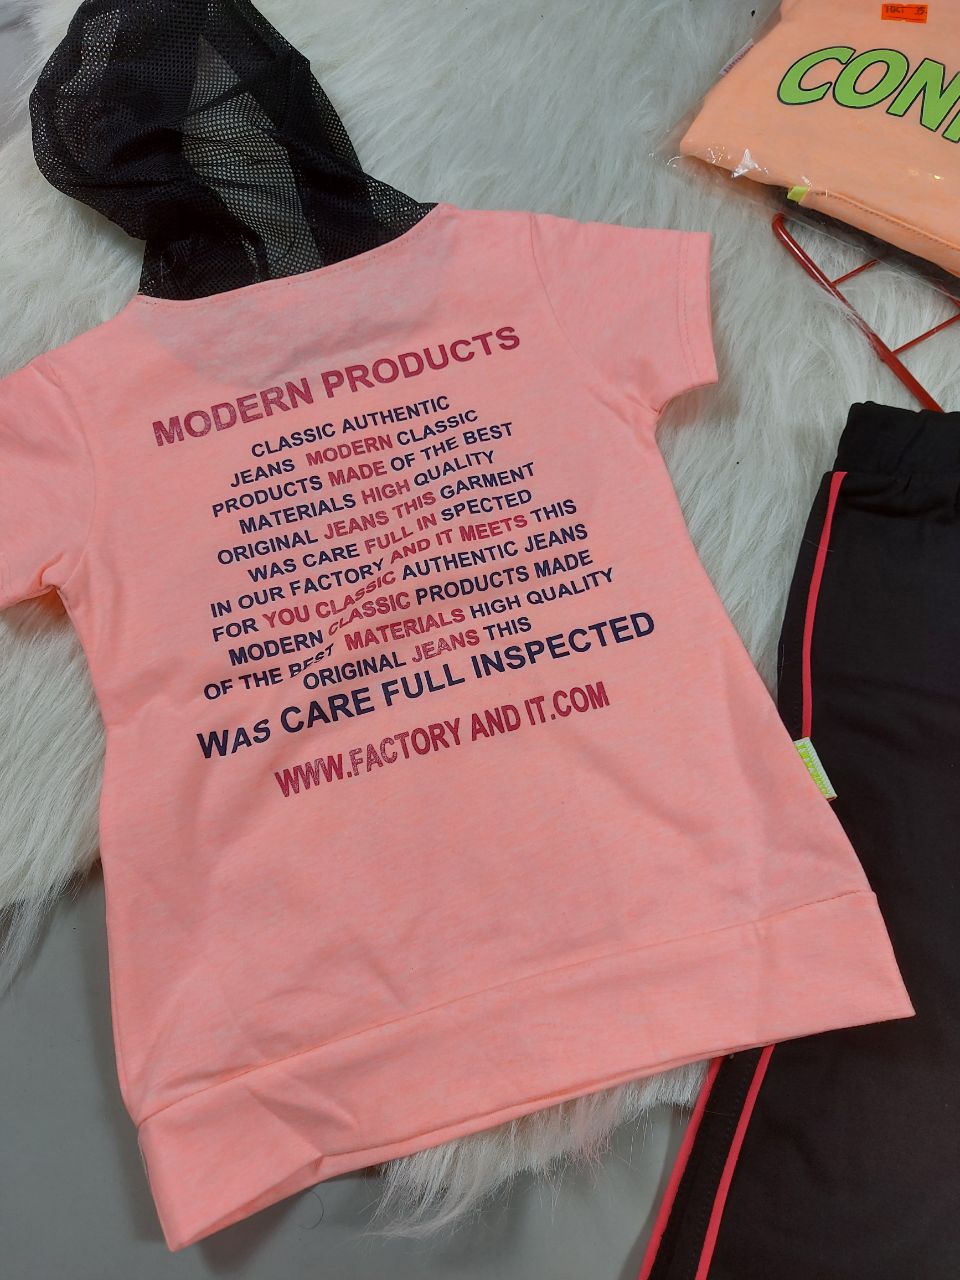 CON
MODERN PRODUCTS
CLASSIC AUTHENTIC
JEANS MODERN CLASSIC
PRODUCTS MADE OF THE BEST
MATERIALS HIGH QUALITY
ORIGINAL JEANS THIS GARMENT
WAS CARE FULL IN SPECTED
IN OUR FACTORY AND IT MEETS THIS
FOR YOU CLASSIC AUTHENTIC JEANS
MODERN CLASSIC PRODUCTS MADE
OF THE BEST MATERIALS HIGH QUALITY
ORIGINAL JEANS THIS
WAS CARE FULL INSPECTED
WWW.FACTORY AND IT.COM